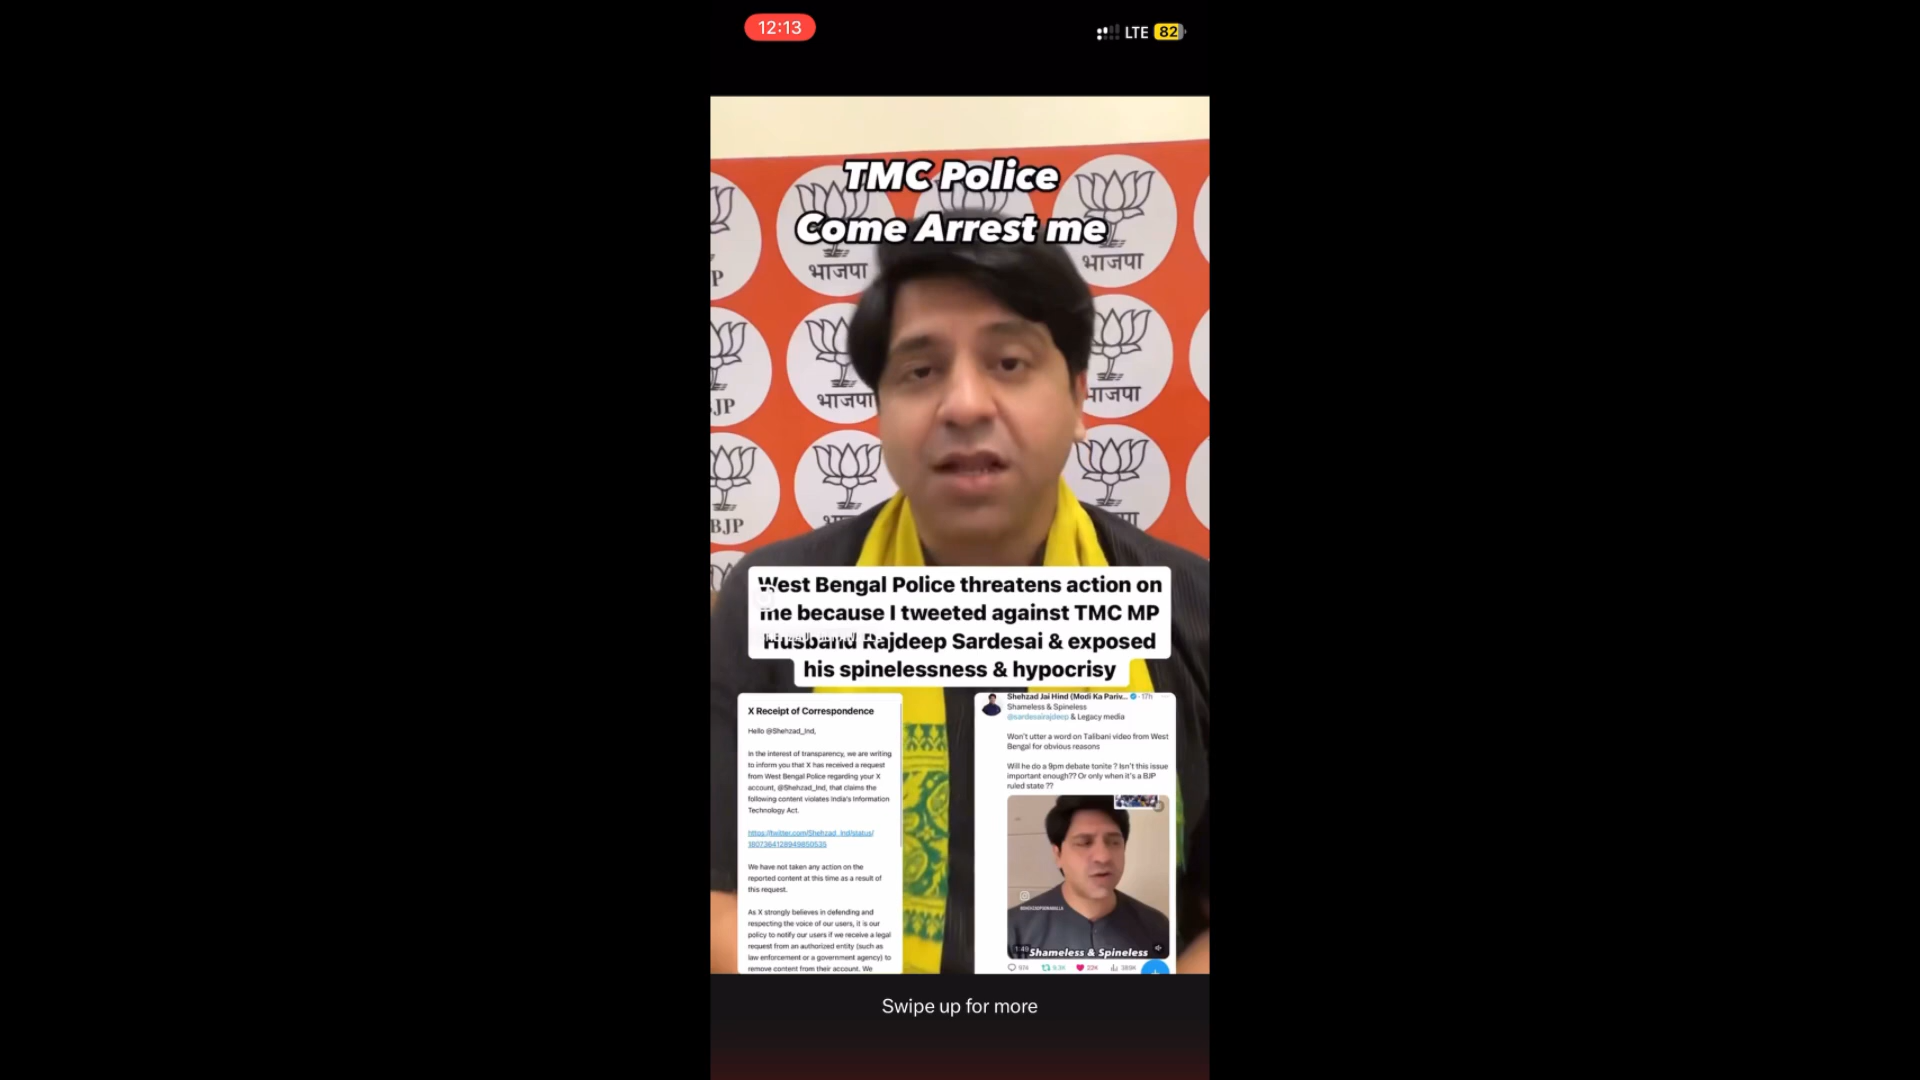 12:13
LTE 82
TMC Police
Come Arrest me
भाजपा
भाजपा
P
भाजपा
भाजपा
BJP
BJP
West Bengal Police threatens action on
me because I tweeted against TMC MP
Husband Rajdeep Sardesai & exposed
his spinelessness & hypocrisy
X Receipt of Correspondence
Hello @Shehzad_Ind,
In the interest of transparency, we are writing
to inform you that X has received a request
from West Bengal Police regarding your X
account, @Shehzad_Ind, that claims the
following content violates India's Information
Technology Act.
https://twitter.com/Shehzad_Ind/status/
We have not taken any action on the
reported content at this time as a result of
this request.
As X strongly believes in defending and
respecting the voice of our users, it is our
policy to notify our users if we receive a legal
request from an authorized entity (such as
law enforcement or a government agency) to
remove content from their account. We
Shehzad Jai Hind (Modi Ka Pariv... · 17h
Shameless & Spineless
@sardesairajdeep & Legacy media
Won't utter a word on Talibani video from West
Bengal for obvious reasons
Will he do a 9pm debate tonite ? Isn't this issue
important enough?? Or only when it's a BJP
ruled state ??
1:49
Shameless & Spineless
Swipe up for more